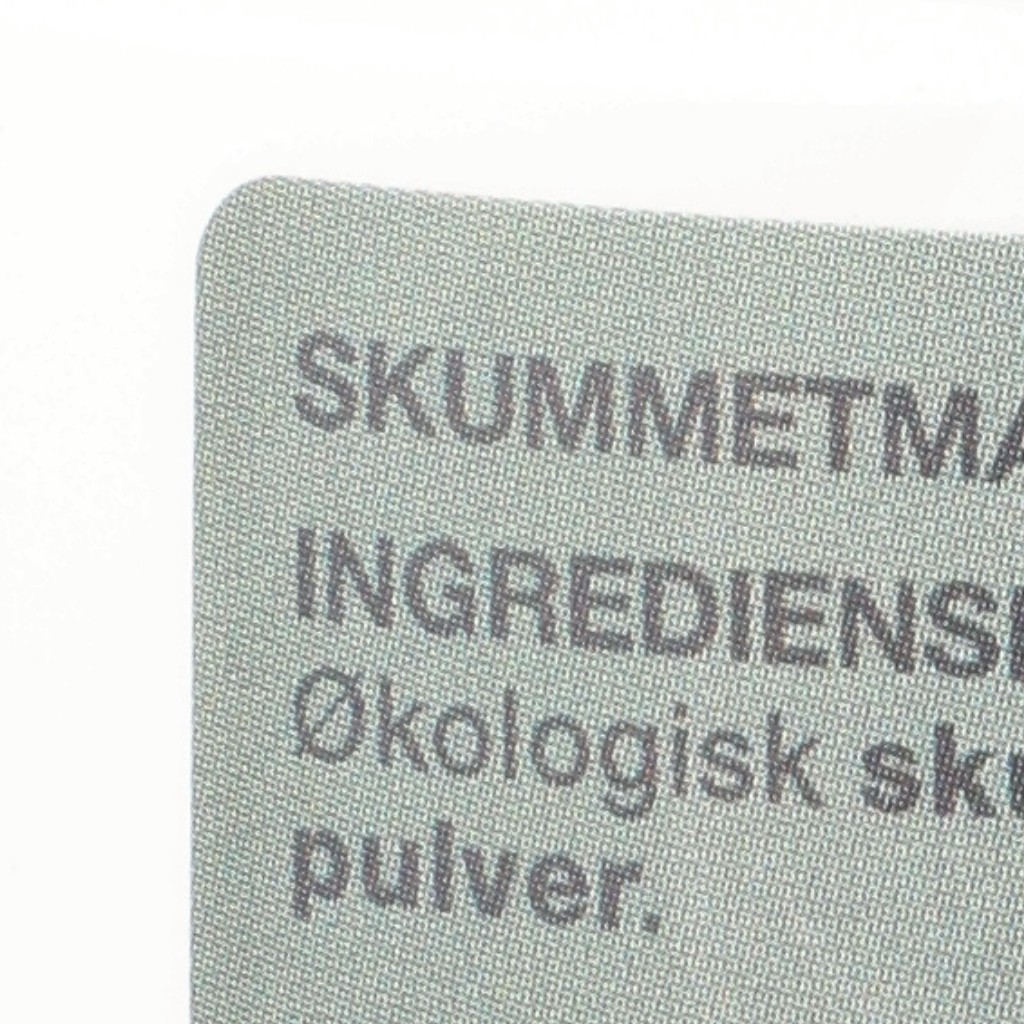 SKUMMETMA
INGREDIENS
Økologisk sk
pulver.